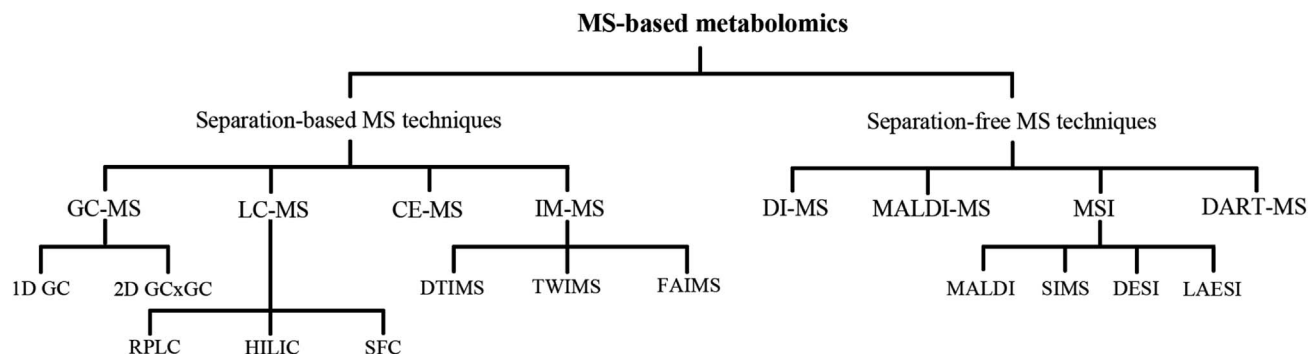 MS-based metabolomics
Separation-based MS techniques
Separation-free MS techniques
GC-MS
LC-MS
CE-MS
IM-MS
DI-MS
MALDI-MS
MSI
DART-MS
1D GC
2D GCxGC
DTIMS
TWIMS
FAIMS
MALDI
SIMS
DESI
LAESI
RPLC
HILIC
SFC